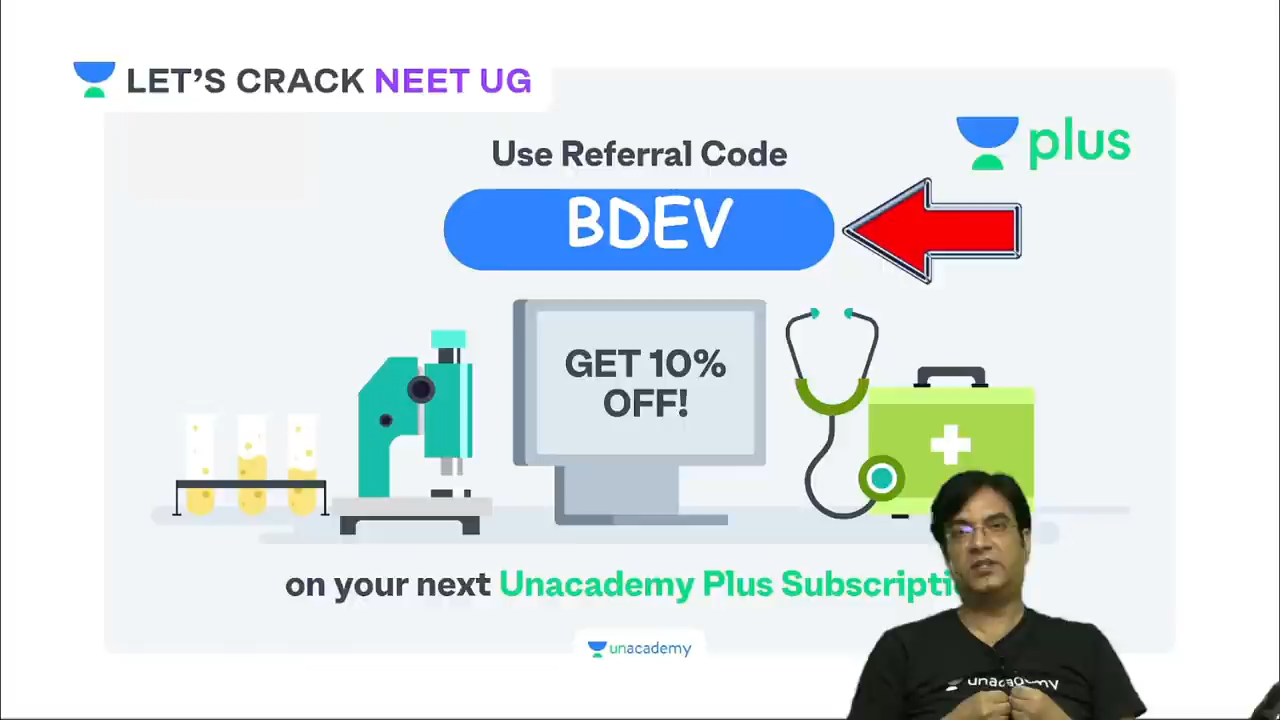 LET'S CRACK NEET UG
plus
Use Referral Code
BDEV
GET 10%
OFF!
on your next Unacademy Plus
unacademy
unacademy